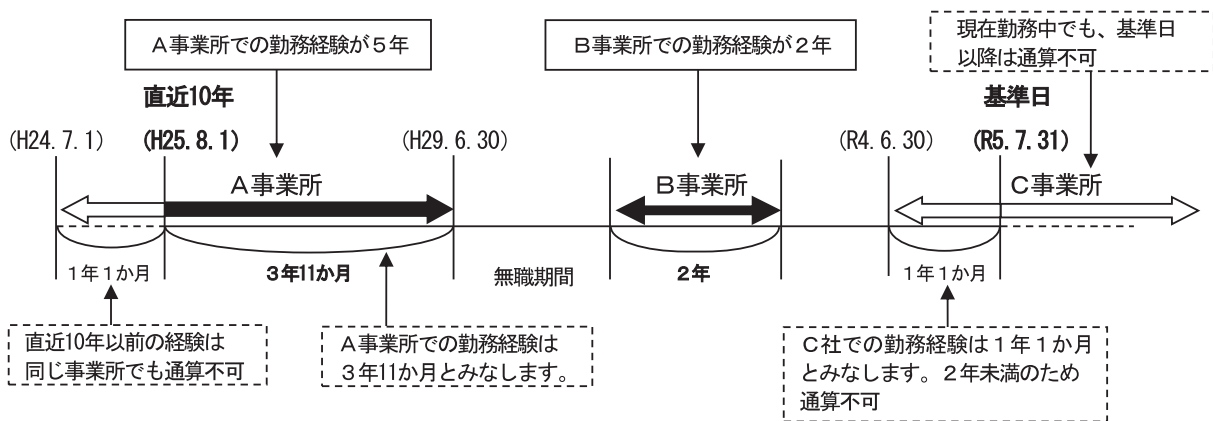 A事業所での勤務経験が5年
B事業所での勤務経験が2年
現在勤務中でも、基準日
以降は通算不可
直近10年
基準日
(H24.7.1)
(H25.8.1)
(H29.6.30)
(R4.6.30)
(R5.7.31)
A事業所
B事業所
C事業所
1年1か月
3年11か月
無職期間
2年
1年1か月
直近10年以前の経験は
同じ事業所でも通算不可
A事業所での勤務経験は
3年11か月とみなします。
C社での勤務経験は1年1か月
とみなします。2年未満のため
通算不可